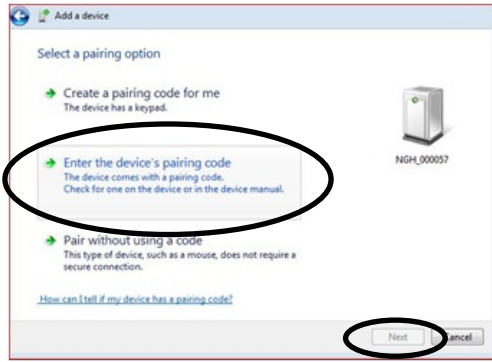 Add a device
Select a pairing option
Create a pairing code for me
The device has a keypad.
Enter the device's pairing code
The device comes with a pairing code.
Check for one on the device or in the device manual.
NGH_000057
Pair without using a code
This type of device, such as a mouse, does not require a
secure connection.
How can I tell if my device has a pairing code?
Next Cancel